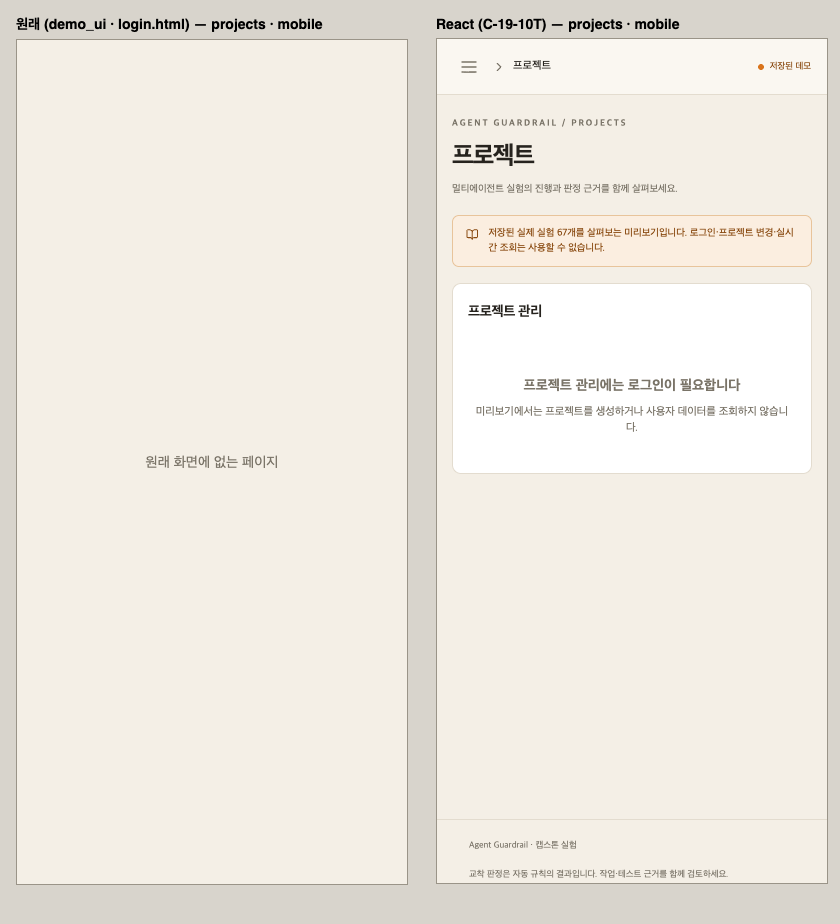 원래 (demo_ui · login.html) — projects · mobile
원래 화면에 없는 페이지
React (C-19-10T) — projects · mobile
프로젝트
저장된 데모
AGENT GUARDRAIL / PROJECTS
프로젝트
멀티에이전트 실험의 진행과 판정 근거를 함께 살펴보세요.
저장된 실제 실험 67개를 살펴보는 미리보기입니다. 로그인·프로젝트 변경·실시
간 조회는 사용할 수 없습니다.
프로젝트 관리
프로젝트 관리에는 로그인이 필요합니다
미리보기에서는 프로젝트를 생성하거나 사용자 데이터를 조회하지 않습니
다.
Agent Guardrail · 캡스톤 실험
교착 판정은 자동 규칙의 결과입니다. 작업·테스트 근거를 함께 검토하세요.